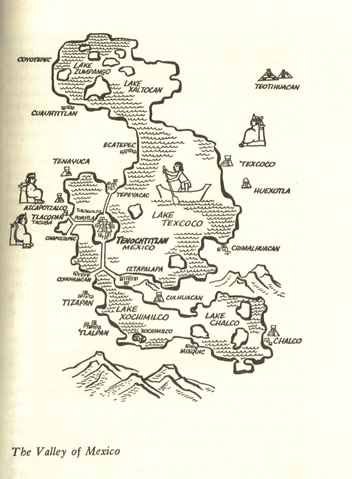 COYOTEPEC
LAKE
ZUMPANGO
LAKE
XALTOCAN
TEOTIHUACAN
CUAUHTITLAN
ECATEPEC
TENAYUCA
TEXCOCO
HUEXOTLA
AZCAPOTZALCO
TEPEYACAC
TLACOPAN
TACUBA
LAKE
TEXCOCO
CHAPULTEPEC
TENOCHTITLAN
MEXICO
CHIMALHUACAN
IZTAPALAPA
COYOHUACAN
CULHUACAN
TIZAPAN
LAKE
XOCHIMILCO
LAKE
CHALCO
TLALPAN
XOCHIMILCO
CHALCO
MIXQUIC
The Valley of Mexico